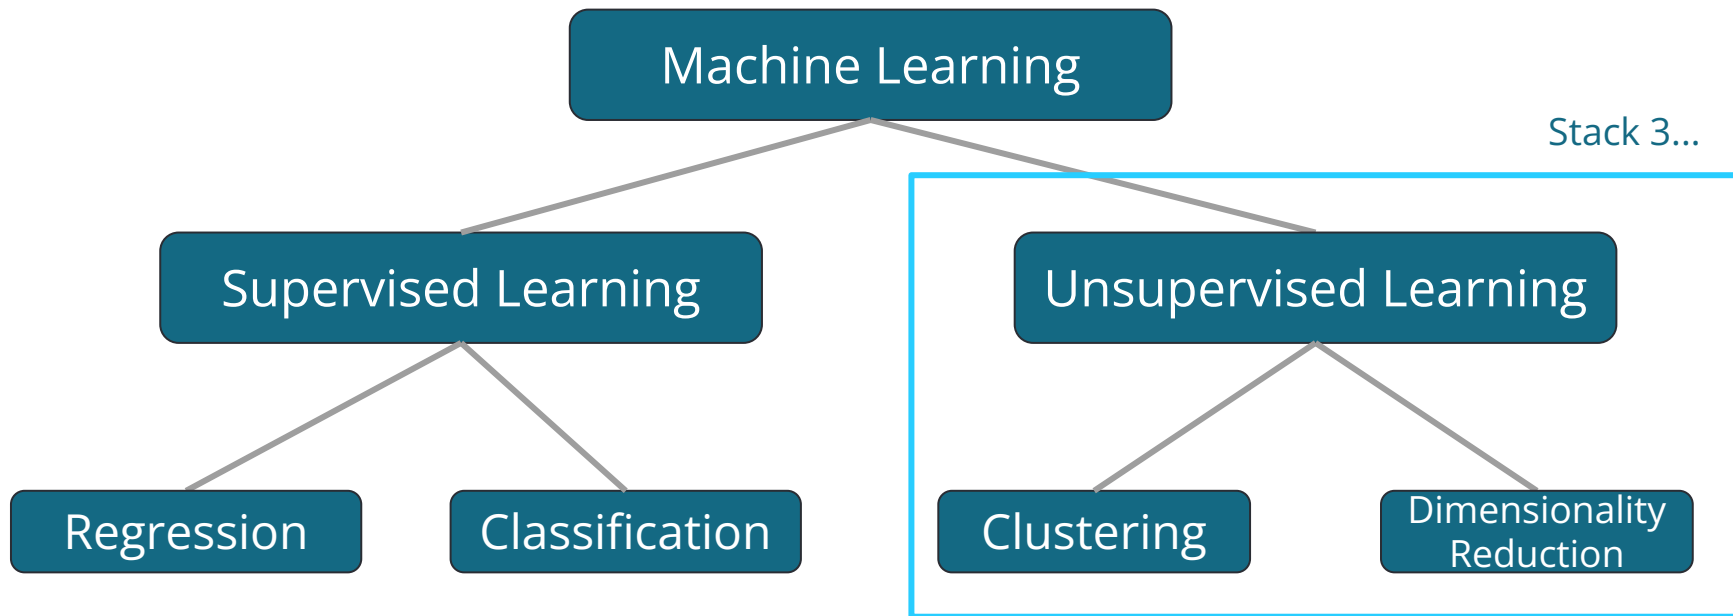 Machine Learning
Stack 3...
Supervised Learning
Unsupervised Learning
Regression
Classification
Clustering
Dimensionality
Reduction